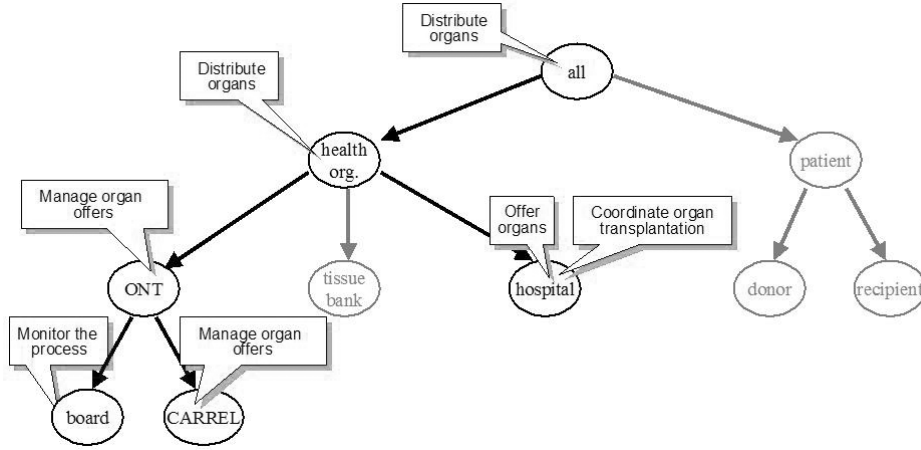 Distribute
organs
all
Distribute
organs
health
org.
patient
Manage organ
offers
Offer
organs
Coordinate organ
transplantation
ONT
tissue
bank
hospital
donor
recipient
Monitor the
process
Manage organ
offers
board
CARREL